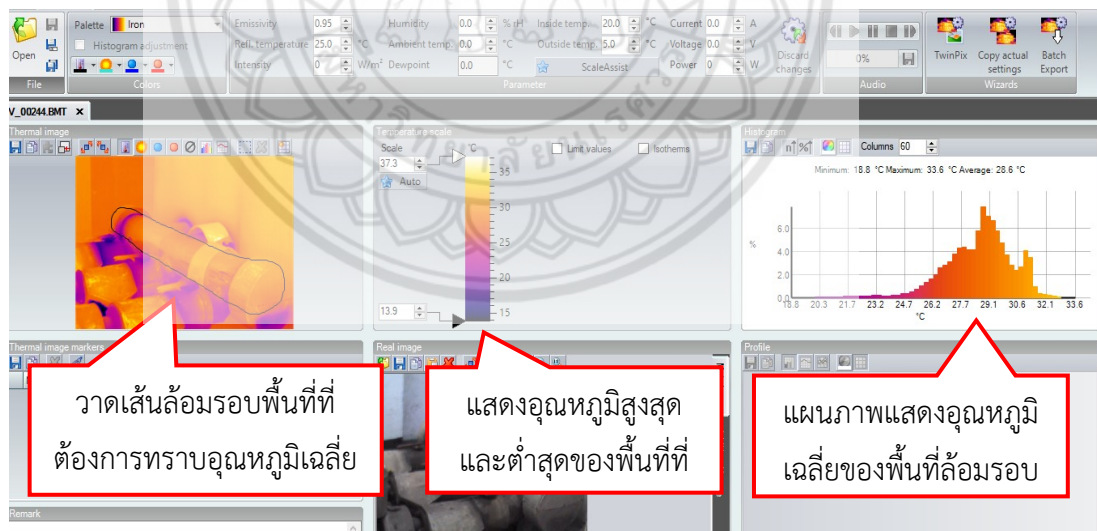 Palette Iron Emissivity 0.95 Humidity 0.0 % rH Inside temp. 20.0 °C Current 0.0 A
Histogram adjustment Refl. temperature 25.0 °C Ambient temp. 0.0 °C Outside temp. 5.0 °C Voltage 0.0 V
Open Intensity 0 W/m² Dewpoint 0.0 °C ScaleAssist Power 0 W
Discard changes 0% TwinPix Copy actual settings Batch Export
File Colors Parameter Audio Wizards
V_00244.BMT
Thermal image Temperature scale Histogram
Scale °C Limit values Isotherms Columns 60
37.3
Auto
Minimum: 18.8 °C Maximum: 33.6 °C Average: 28.6 °C
35
30
25
20
13.9 15
%
6.0
4.0
2.0
0.0
18.8 20.3 21.7 23.2 24.7 26.2 27.7 29.1 30.6 32.1 33.6
°C
Thermal image markers Real image Profile
วาดเส้นล้อมรอบพื้นที่ที่
ต้องการทราบอุณหภูมิเฉลี่ย
แสดงอุณหภูมิสูงสุด
และต่ำสุดของพื้นที่ที่
แผนภาพแสดงอุณหภูมิ
เฉลี่ยของพื้นที่ล้อมรอบ
Remark